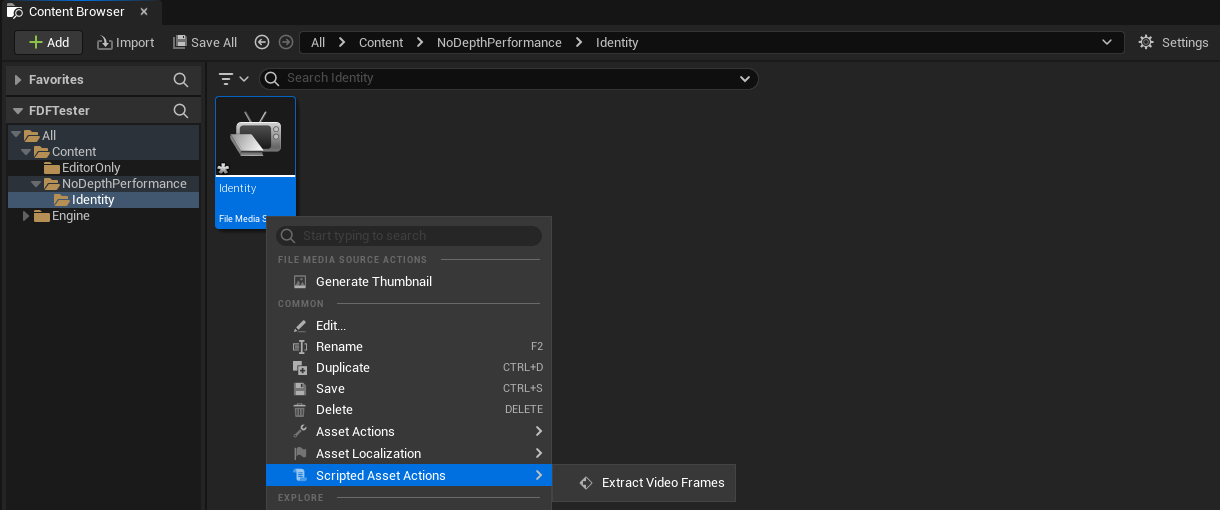 Content Browser
Add Import Save All All Content NoDepthPerformance Identity Settings
Favorites
Search Identity
FDFTester
All
Content
EditorOnly
NoDepthPerformance
Identity
Engine
Identity
File Media S
Start typing to search
FILE MEDIA SOURCE ACTIONS
Generate Thumbnail
COMMON
Edit...
Rename F2
Duplicate CTRL+D
Save CTRL+S
Delete DELETE
Asset Actions
Asset Localization
Scripted Asset Actions
Extract Video Frames
EXPLORE